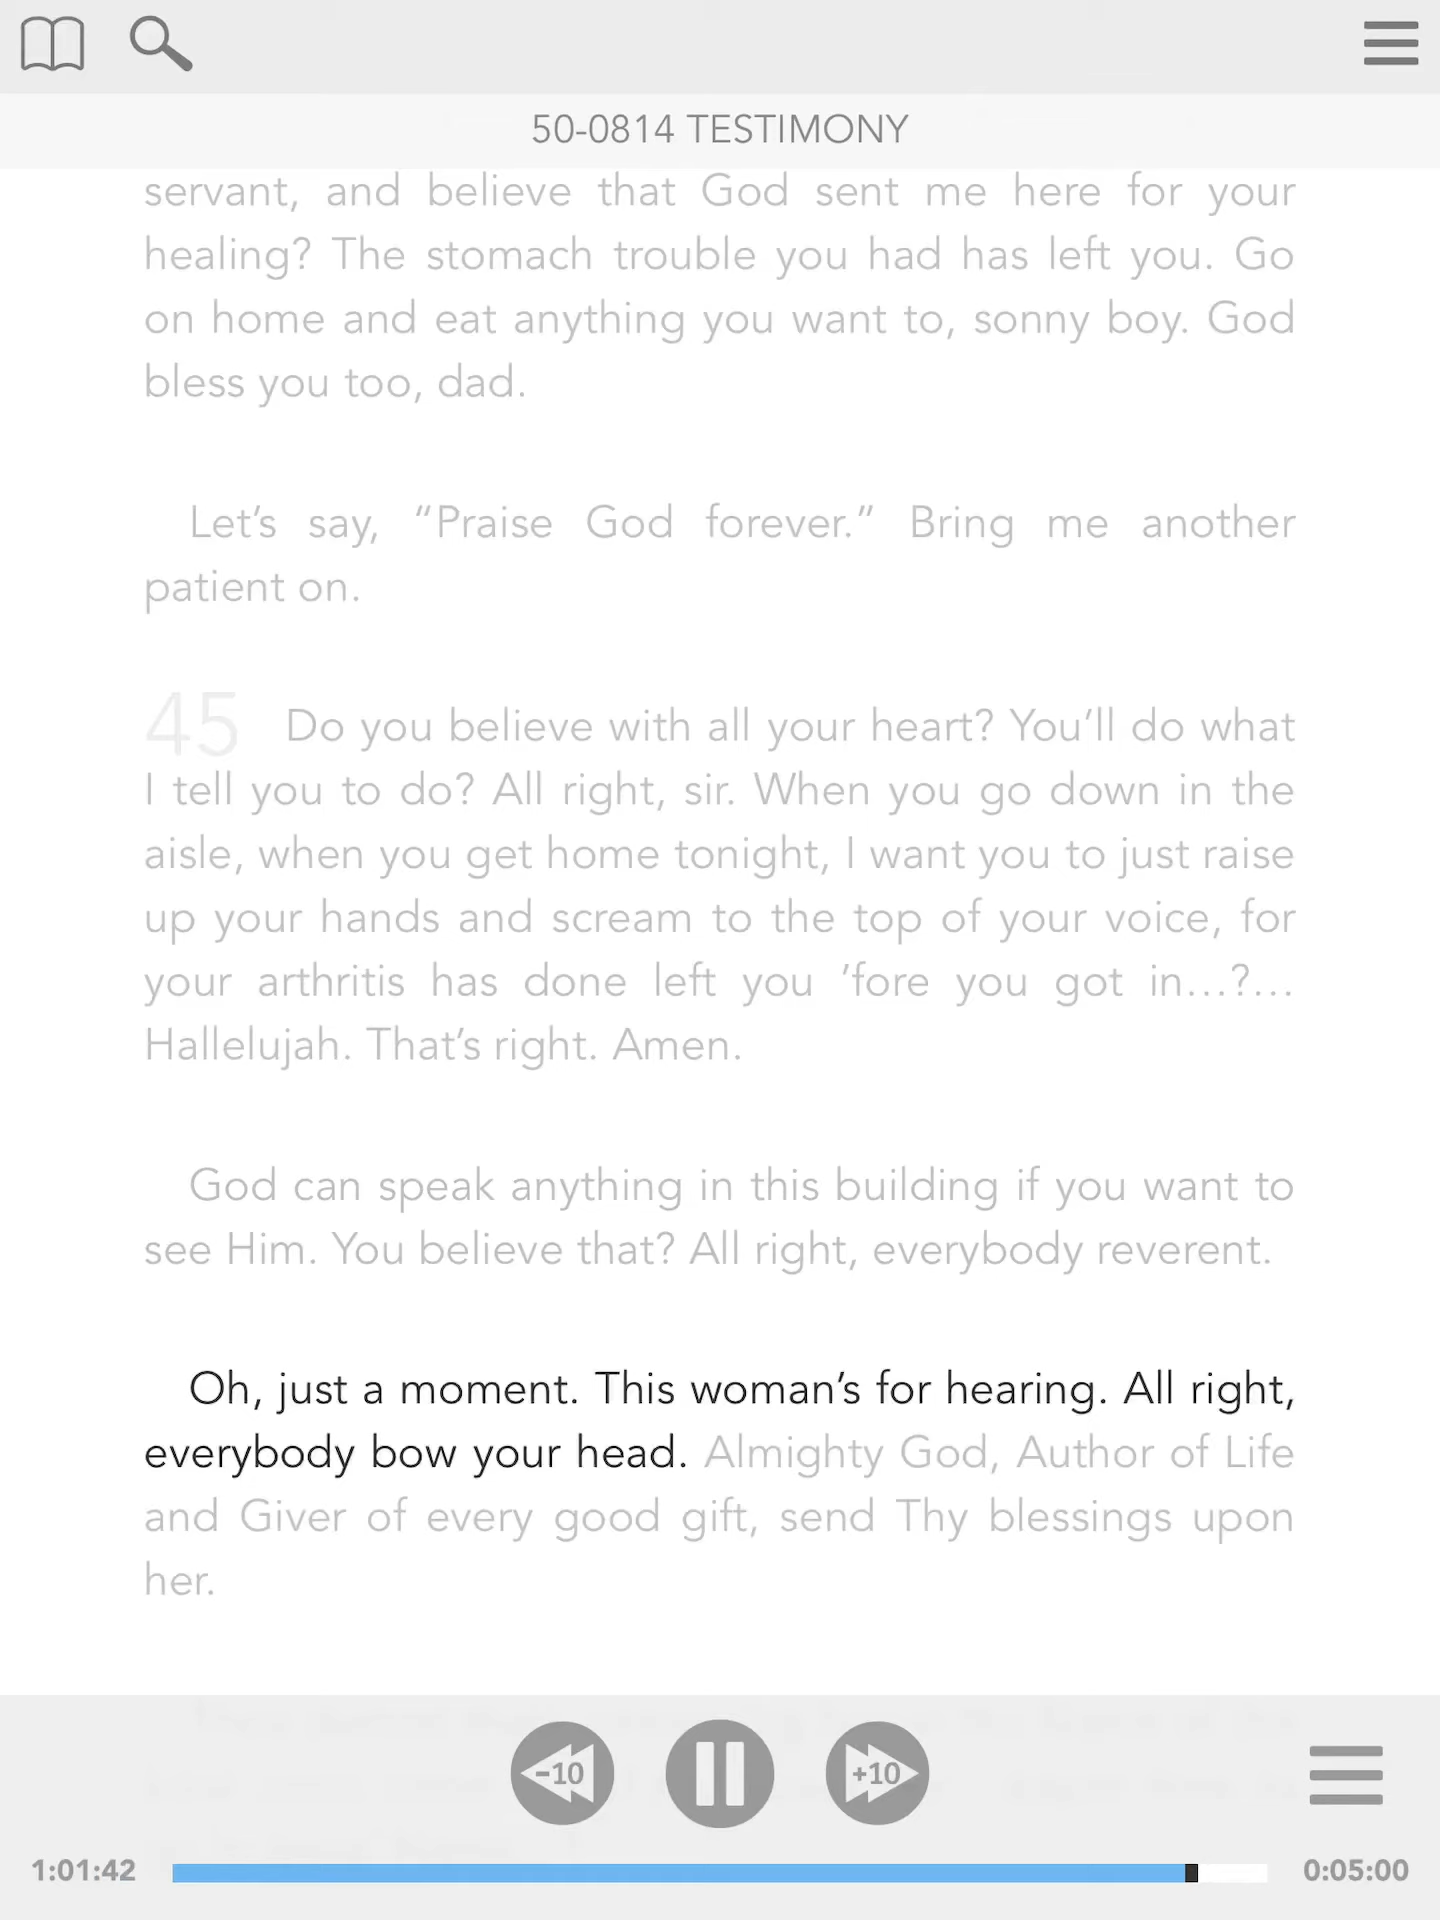 50-0814 TESTIMONY
servant, and believe that God sent me here for your
healing? The stomach trouble you had has left you. Go
on home and eat anything you want to, sonny boy. God
bless you too, dad.
Let’s say, “Praise God forever.” Bring me another
patient on.
45 Do you believe with all your heart? You’ll do what
I tell you to do? All right, sir. When you go down in the
aisle, when you get home tonight, I want you to just raise
up your hands and scream to the top of your voice, for
your arthritis has done left you ’fore you got in…?…
Hallelujah. That’s right. Amen.
God can speak anything in this building if you want to
see Him. You believe that? All right, everybody reverent.
Oh, just a moment. This woman’s for hearing. All right,
everybody bow your head. Almighty God, Author of Life
and Giver of every good gift, send Thy blessings upon
her.
-10 +10
1:01:42 0:05:00